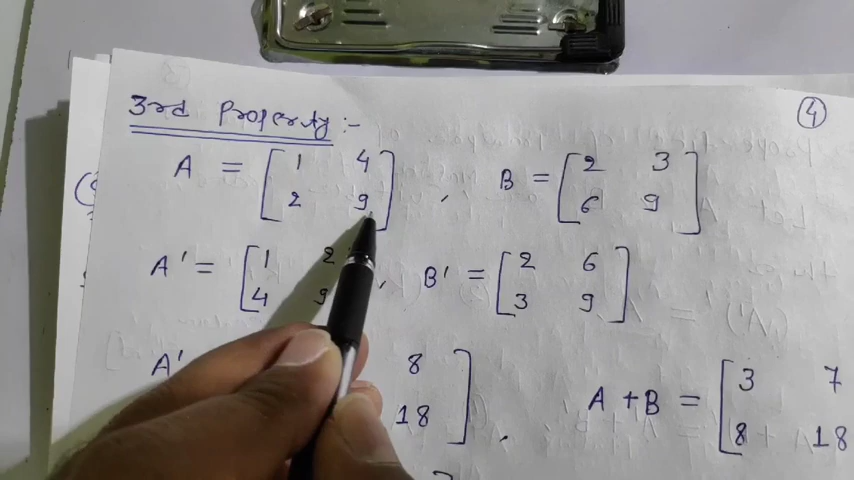 4
3rd Property:-
A = [1 4 , B = [2 3
2 9] 6 9]
A' = [1 2 , B' = [2 6
4 9 3 9]
A' 8 A+B = [3 7
18] , 8 18